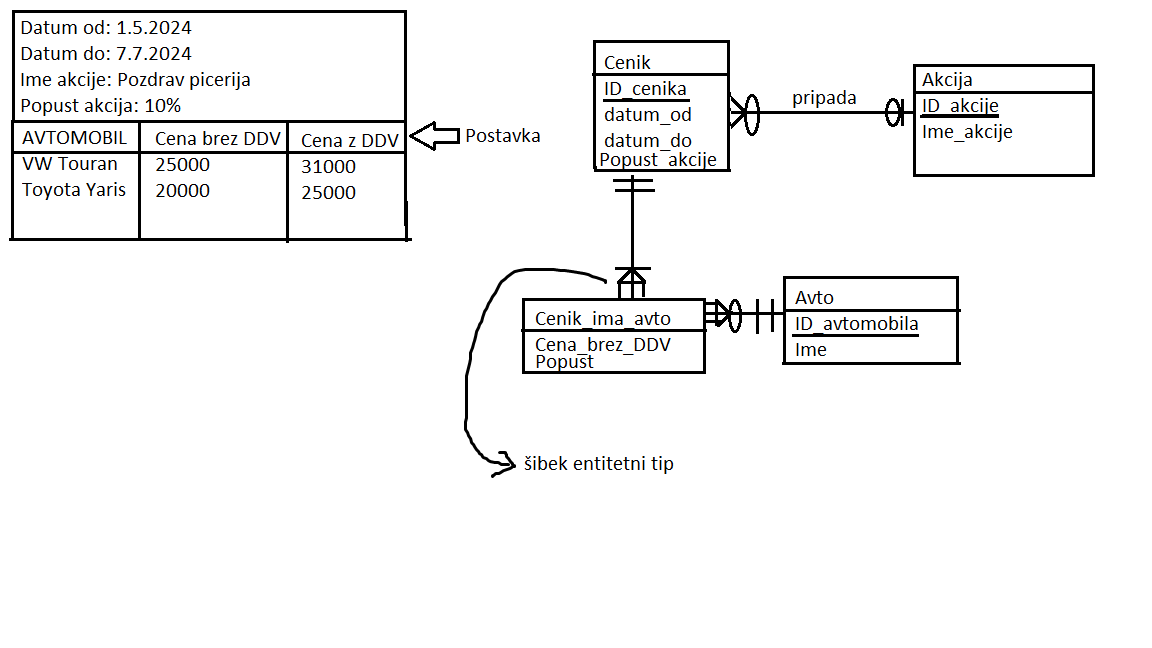 Datum od: 1.5.2024
Datum do: 7.7.2024
Ime akcije: Pozdrav picerija
Popust akcija: 10%
AVTOMOBIL Cena brez DDV Cena z DDV
VW Touran 25000 31000
Toyota Yaris 20000 25000
Postavka
Cenik
ID_cenika
datum_od
datum_do
Popust_akcije
pripada
Akcija
ID_akcije
Ime_akcije
Cenik_ima_avto
Cena_brez_DDV
Popust
Avto
ID_avtomobila
Ime
šibek entitetni tip